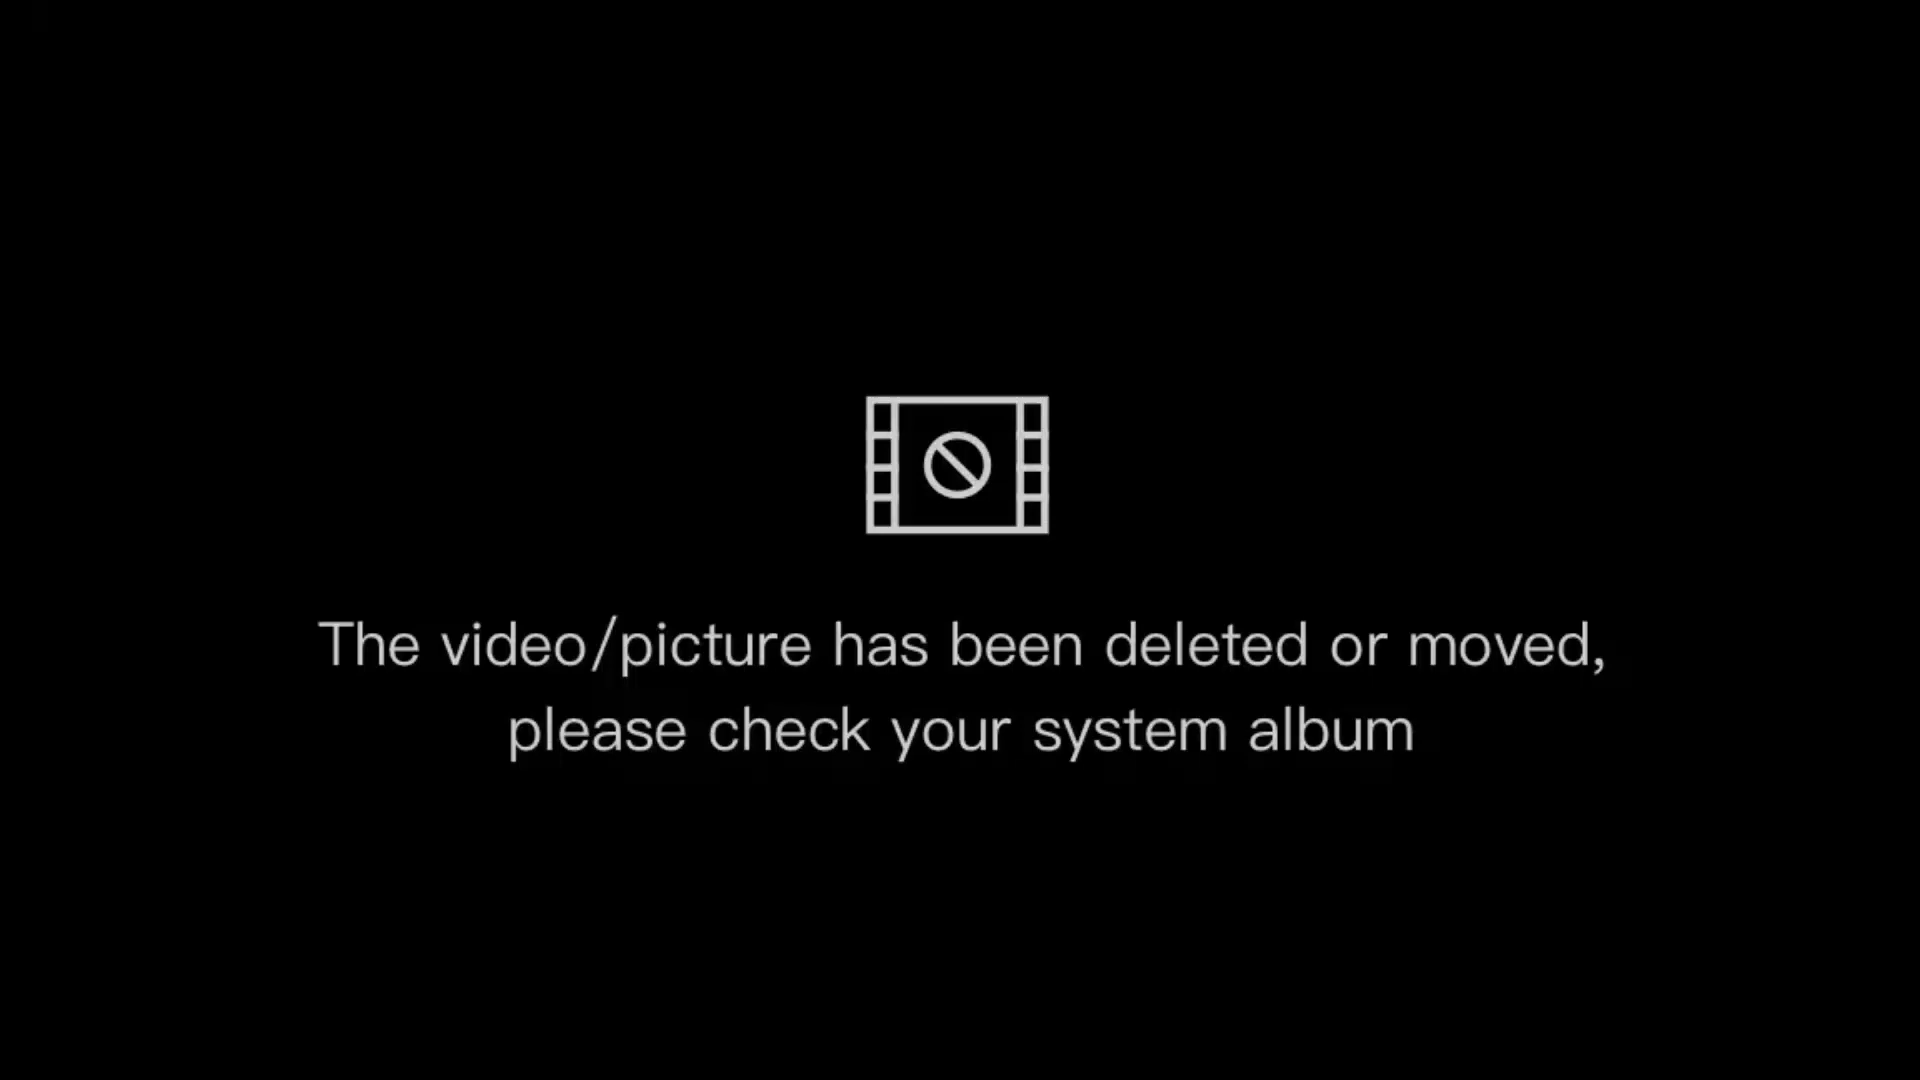 The video/picture has been deleted or moved,
please check your system album